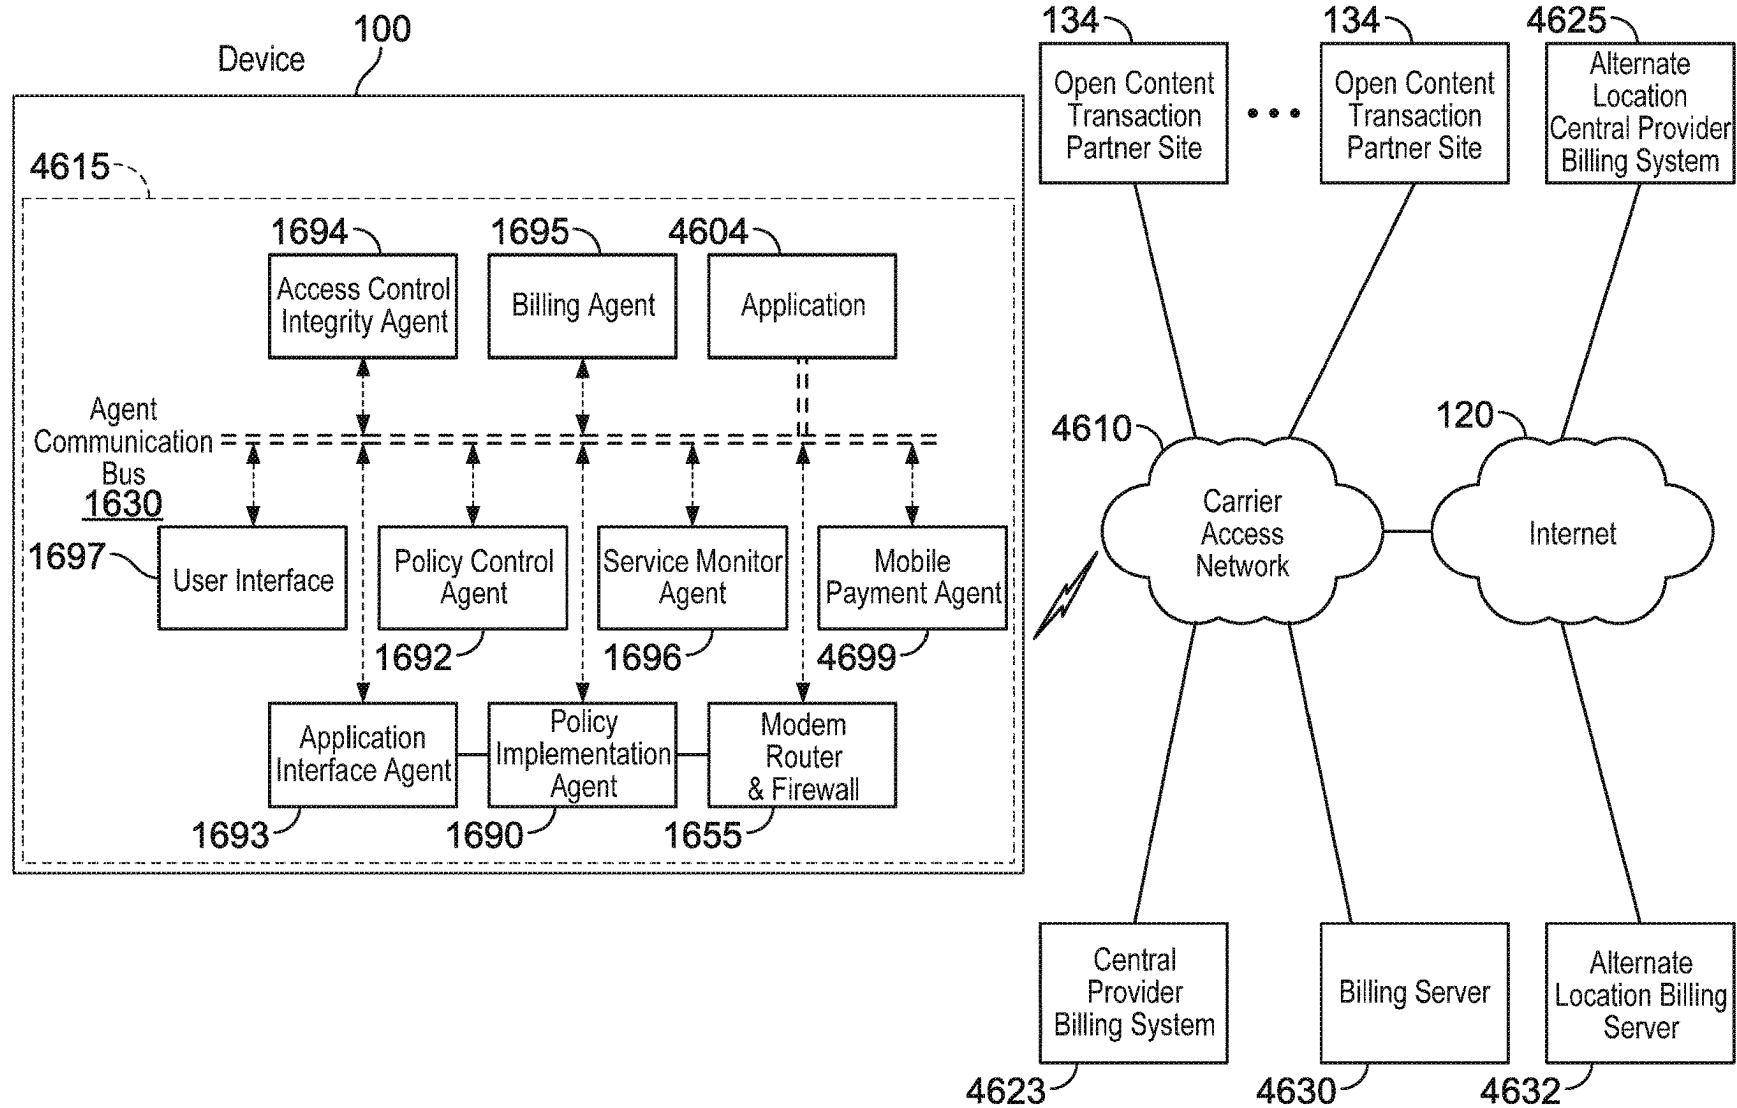 Device
100
4615
1694
Access Control
Integrity Agent
1695
Billing Agent
4604
Application
Agent
Communication
Bus
1630
1697
User Interface
Policy Control
Agent
1692
Service Monitor
Agent
1696
Mobile
Payment Agent
4699
Application
Interface Agent
1693
Policy
Implementation
Agent
1690
Modem
Router
& Firewall
1655
134
Open Content
Transaction
Partner Site
134
Open Content
Transaction
Partner Site
4625
Alternate
Location
Central Provider
Billing System
4610
Carrier
Access
Network
120
Internet
Central
Provider
Billing System
4623
Billing Server
4630
Alternate
Location Billing
Server
4632